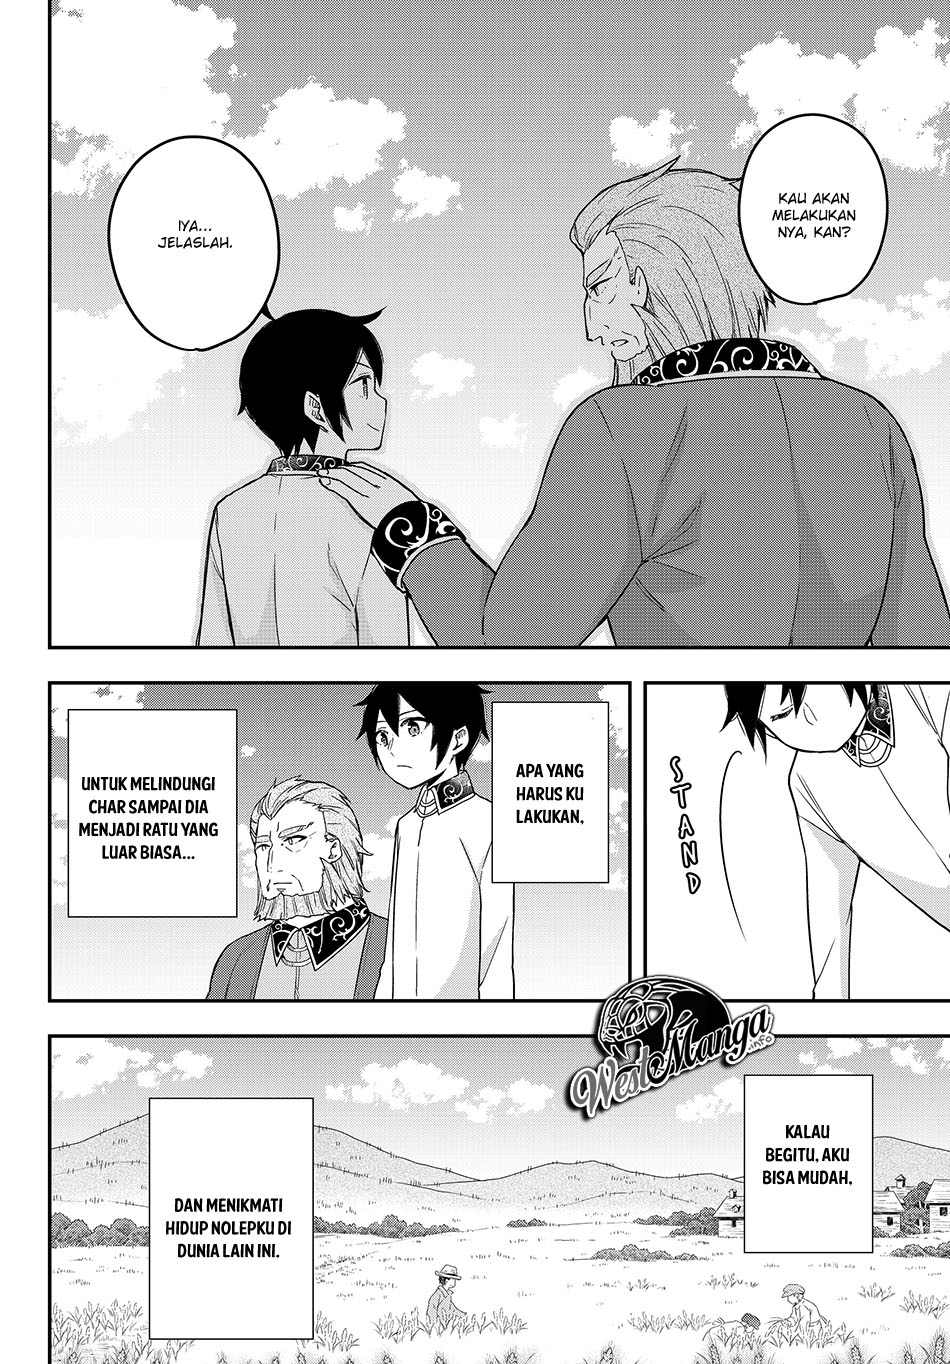 KAU AKAN
MELAKUKAN
NYA, KAN?
IYA...
JELASLAH.
STAND
APA YANG
HARUS KU
LAKUKAN,
UNTUK MELINDUNGI
CHAR SAMPAI DIA
MENJADI RATU YANG
LUAR BIASA...
WestManga
.info
KALAU
BEGITU, AKU
BISA MUDAH,
DAN MENIKMATI
HIDUP NOLEPKU DI
DUNIA LAIN INI.